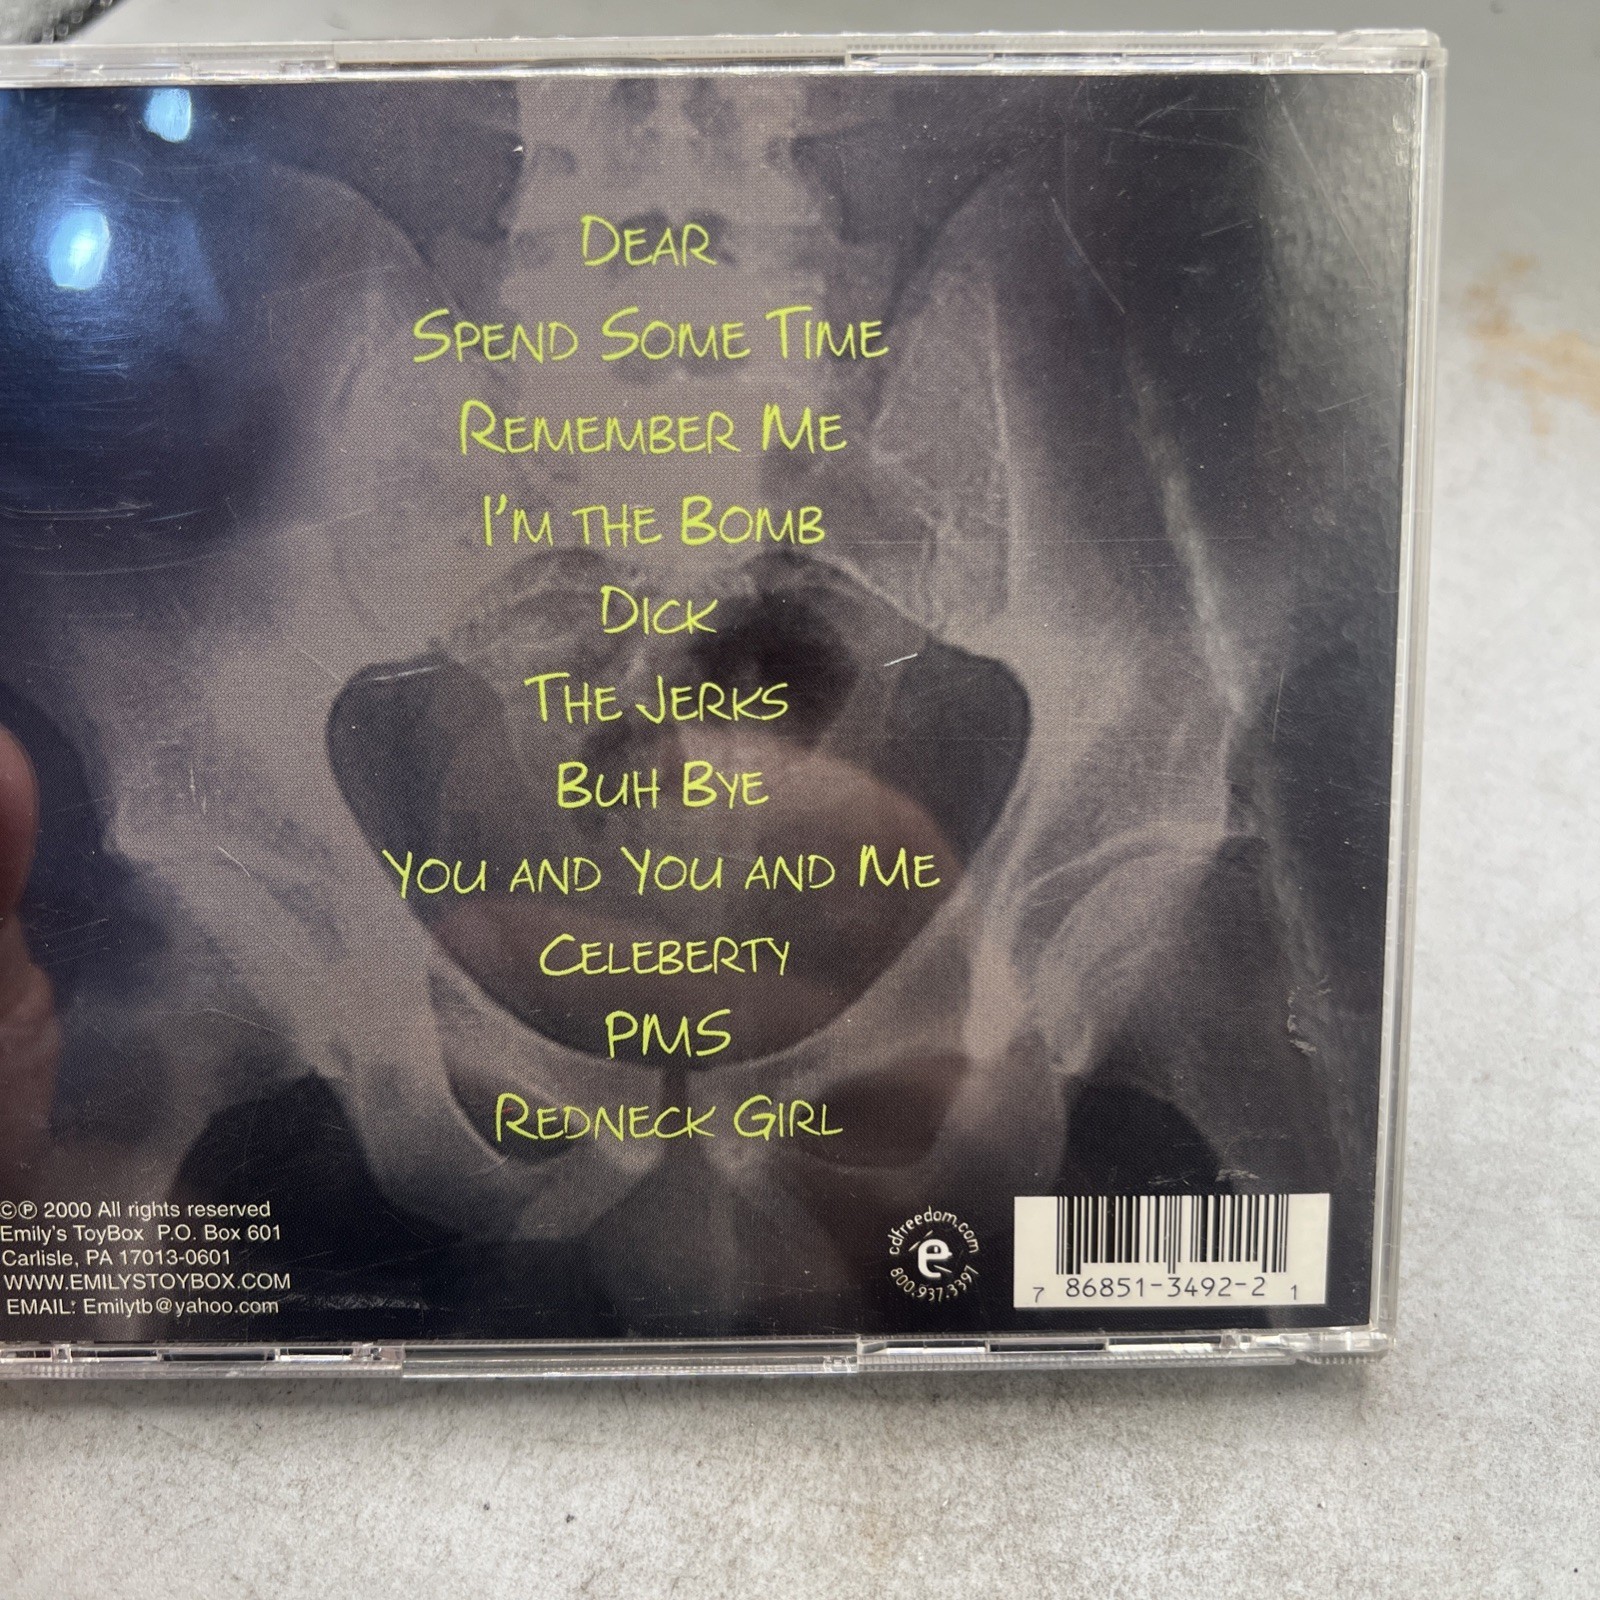 Dear
Spend Some Time
Remember Me
I'm the Bomb
Dick
The Jerks
Buh Bye
You and You and Me
Celeberty
PMS
Redneck Girl
©℗ 2000 All rights reserved
Emily's ToyBox P.O. Box 601
Carlisle, PA 17013-0601
WWW.EMILYSTOYBOX.COM
EMAIL: Emilytb@yahoo.com
cdfreedom.com
e
800.937.3397
7 86851-3492-2 1